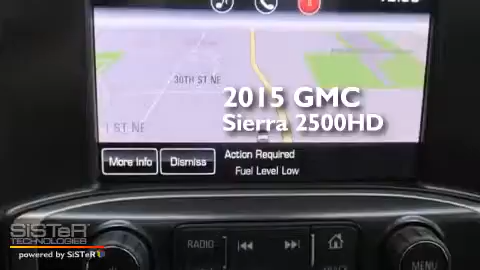 30TH ST NE
2015 GMC
Sierra 2500HD
1 ST NE
More Info
Dismiss
Action Required
Fuel Level Low
SiSTeR
TECHNOLOGIES
powered by SiSTeR
RADIO
MENU